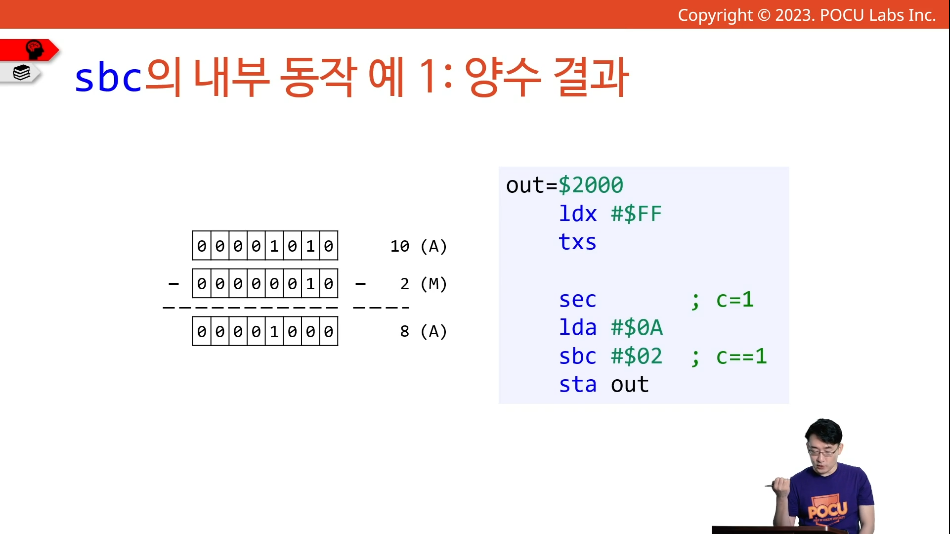 Copyright © 2023. POCU Labs Inc.
sbc의 내부 동작 예 1: 양수 결과
0 0 0 0 1 0 1 0 10 (A)
− 0 0 0 0 0 0 1 0 − 2 (M)
0 0 0 0 1 0 0 0 8 (A)
out=$2000
ldx #$FF
txs
sec ; c=1
lda #$0A
sbc #$02 ; c==1
sta out
POCU